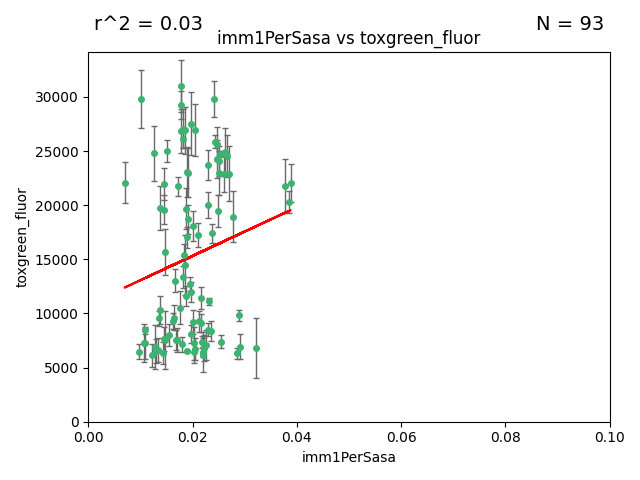 r^2 = 0.03
N = 93
imm1PerSasa vs toxgreen_fluor
toxgreen_fluor
30000
25000
20000
15000
10000
5000
0
0.00 0.02 0.04 0.06 0.08 0.10
imm1PerSasa